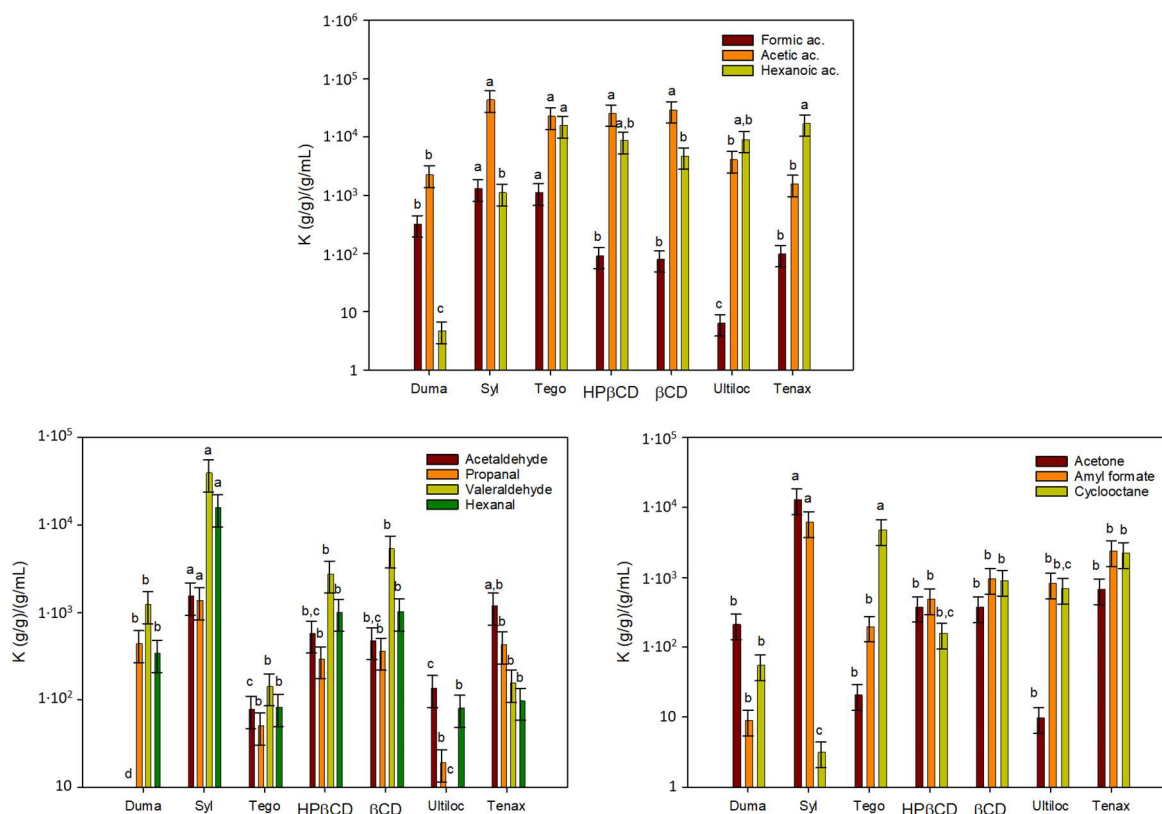 1·10⁶
1·10⁵
1·10⁴
1·10³
1·10²
10
1
K (g/g)/(g/mL)
Formic ac.
Acetic ac.
Hexanoic ac.
b b c
a a b
a a a
b a a,b
b a b
c b a,b
b b a
Duma Syl Tego HPβCD βCD Ultiloc Tenax
1·10⁵
1·10⁴
1·10³
1·10²
10
K (g/g)/(g/mL)
Acetaldehyde
Propanal
Valeraldehyde
Hexanal
d b b b
a a a a
c b b b
b,c b b b
b,c b b b
c b c b
a,b b b b
Duma Syl Tego HPβCD βCD Ultiloc Tenax
1·10⁵
1·10⁴
1·10³
1·10²
10
1
K (g/g)/(g/mL)
Acetone
Amyl formate
Cyclooctane
b b b
a a c
b b a
b b b,c
b b b
b b b,c
b b b
Duma Syl Tego HPβCD βCD Ultiloc Tenax